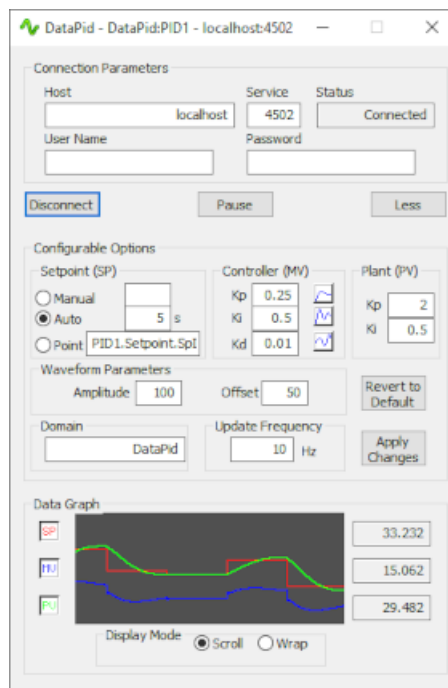 DataPid - DataPid:PID1 - localhost:4502
Connection Parameters
Host Service Status
localhost 4502 Connected
User Name Password
Disconnect Pause Less
Configurable Options
Setpoint (SP) Controller (MV) Plant (PV)
Manual Kp 0.25 Kp 2
Auto 5 s Ki 0.5 Ki 0.5
Point PID1.Setpoint.SpI Kd 0.01
Waveform Parameters
Amplitude 100 Offset 50
Revert to
Default
Domain Update Frequency
DataPid 10 Hz
Apply
Changes
Data Graph
SP 33.232
MV 15.062
PV 29.482
Display Mode Scroll Wrap